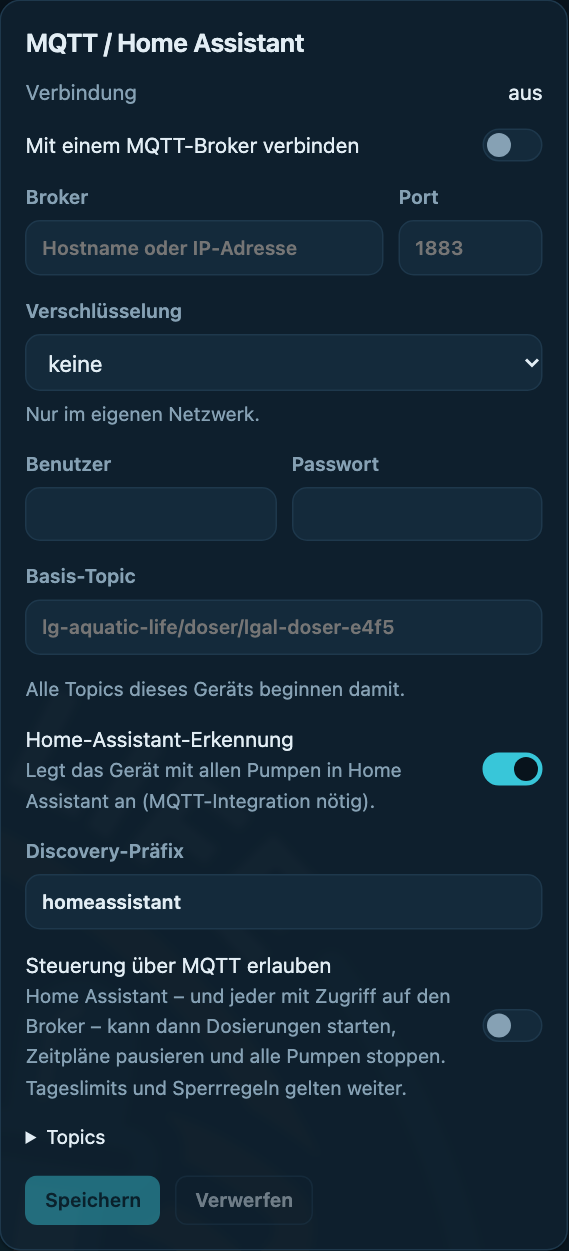 MQTT / Home Assistant
Verbindung aus
Mit einem MQTT-Broker verbinden
Broker Port
Hostname oder IP-Adresse 1883
Verschlüsselung
keine
Nur im eigenen Netzwerk.
Benutzer Passwort
Basis-Topic
lg-aquatic-life/doser/lgal-doser-e4f5
Alle Topics dieses Geräts beginnen damit.
Home-Assistant-Erkennung
Legt das Gerät mit allen Pumpen in Home
Assistant an (MQTT-Integration nötig).
Discovery-Präfix
homeassistant
Steuerung über MQTT erlauben
Home Assistant – und jeder mit Zugriff auf den
Broker – kann dann Dosierungen starten,
Zeitpläne pausieren und alle Pumpen stoppen.
Tageslimits und Sperrregeln gelten weiter.
Topics
Speichern Verwerfen